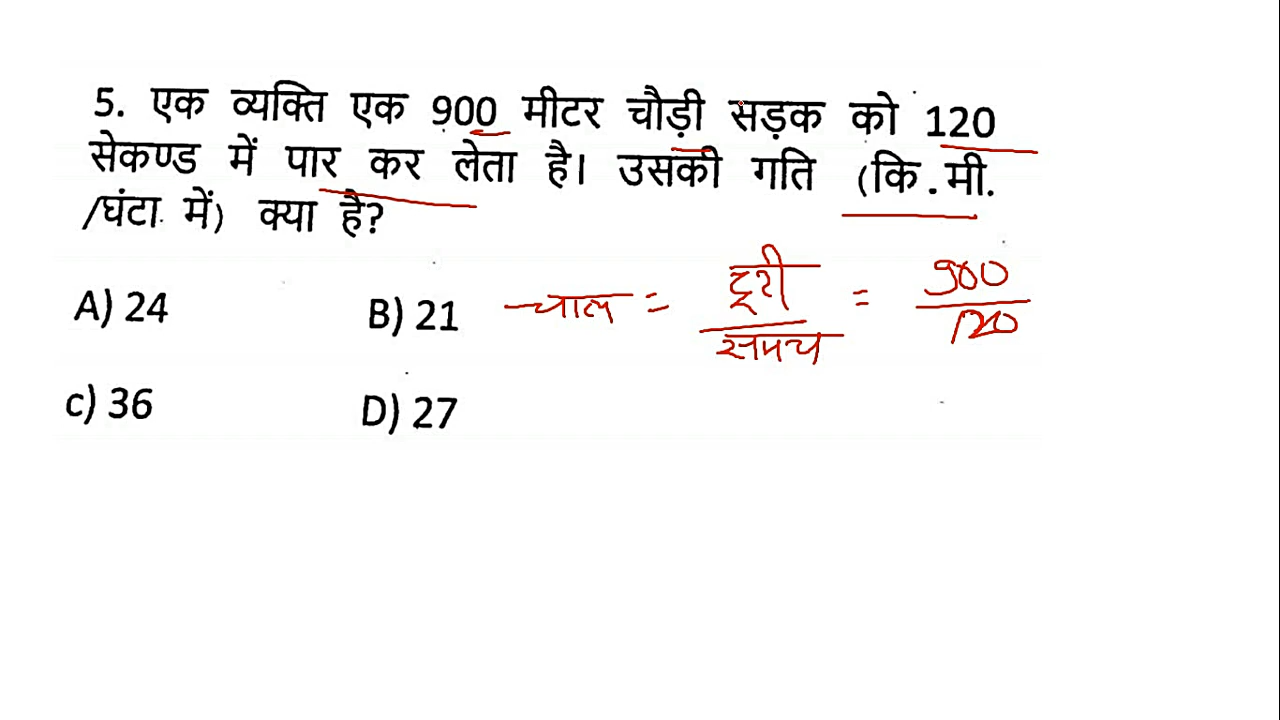 5. एक व्यक्ति एक 900 मीटर चौड़ी सड़क को 120
सेकण्ड में पार कर लेता है। उसकी गति (कि.मी.
/घंटा में) क्या है?
A) 24 B) 21
चाल = दूरी / समय = 900 / 120
c) 36 D) 27